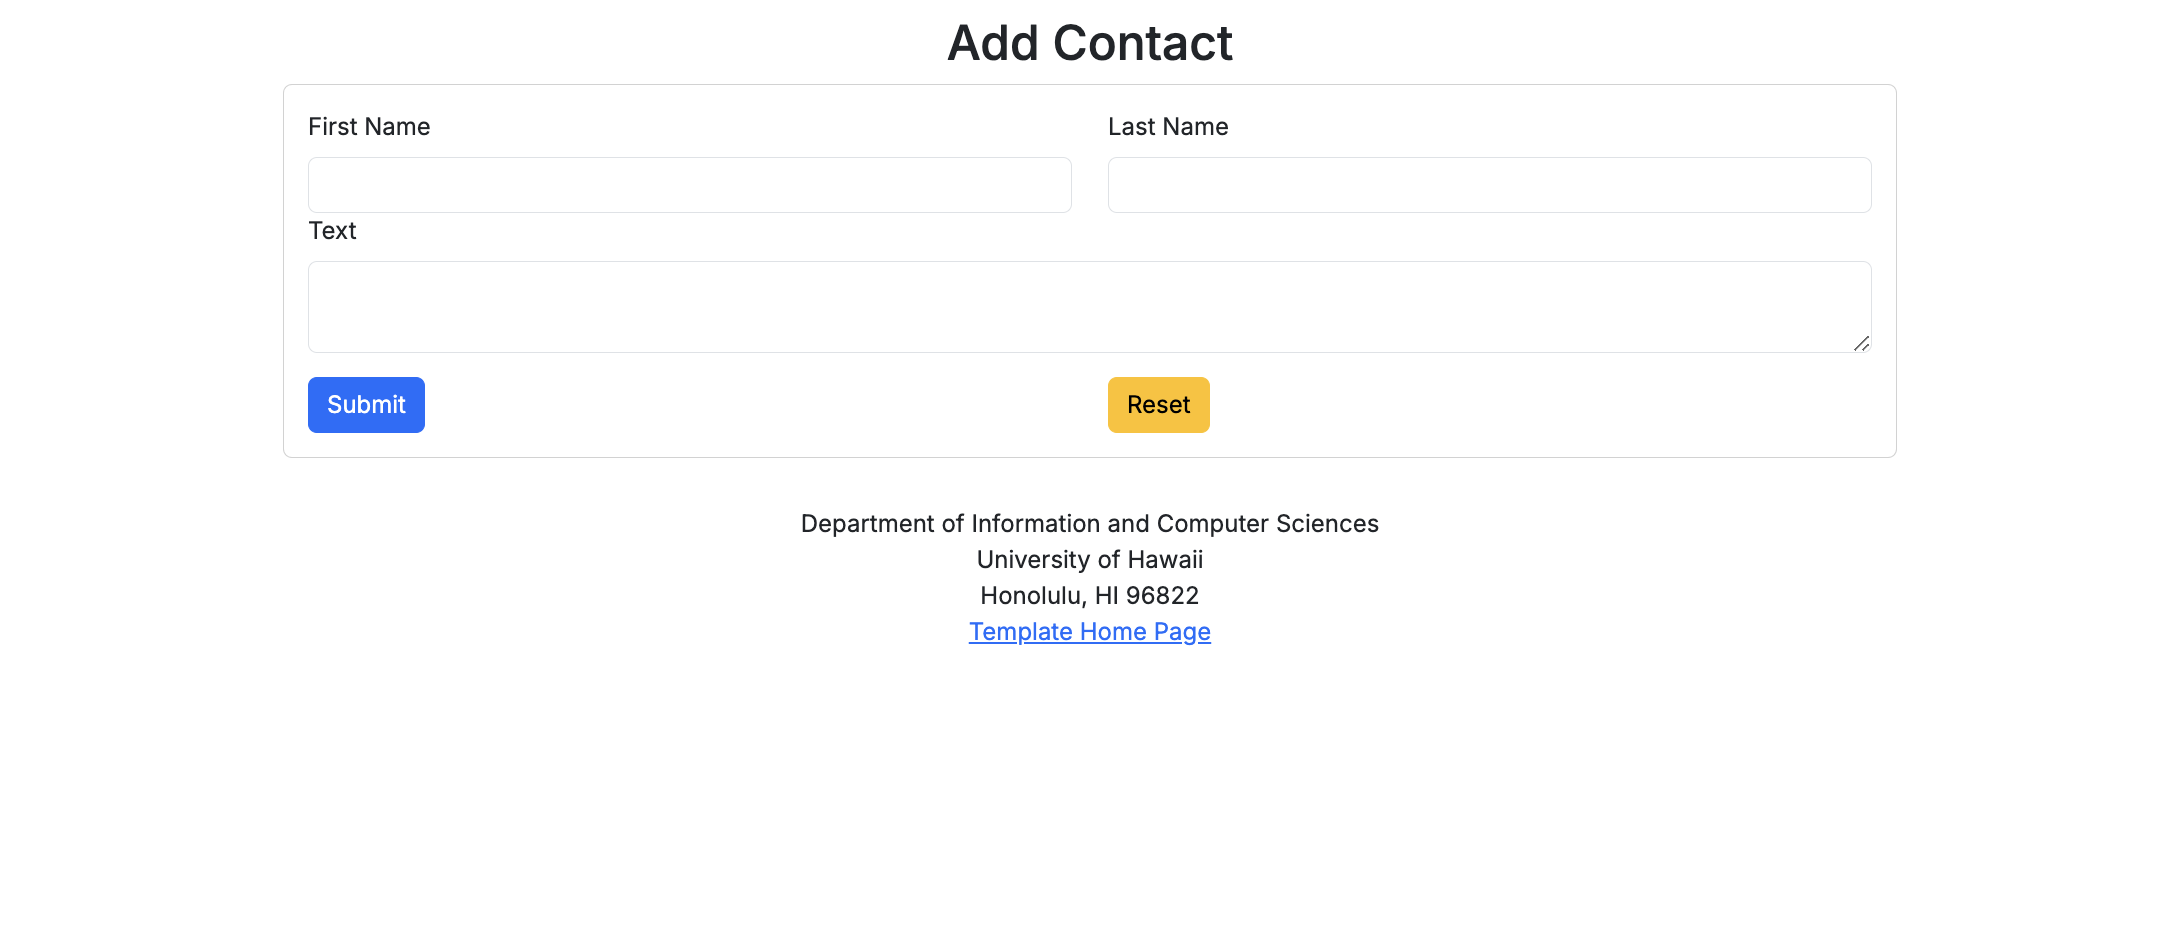 Add Contact
First Name
Last Name
Text
Submit
Reset
Department of Information and Computer Sciences
University of Hawaii
Honolulu, HI 96822
Template Home Page